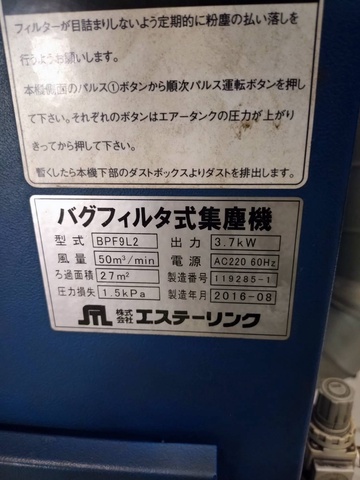 フィルターが目詰まりしないよう定期的に粉塵の払い落しを
行うようお願いします。
本機側面のパルス①ボタンから順次パルス運転ボタンを押し
て下さい。それぞれのボタンはエアータンクの圧力が上がり
きってから押して下さい。
暫くしたら本機下部のダストボックスよりダストを排出します。
バグフィルタ式集塵機
型式 BPF9L2 出力 3.7kW
風量 50m³/min 電源 AC220 60Hz
ろ過面積 27m² 製造番号 119285-1
圧力損失 1.5kPa 製造年月 2016-08
株式会社 エステーリンク